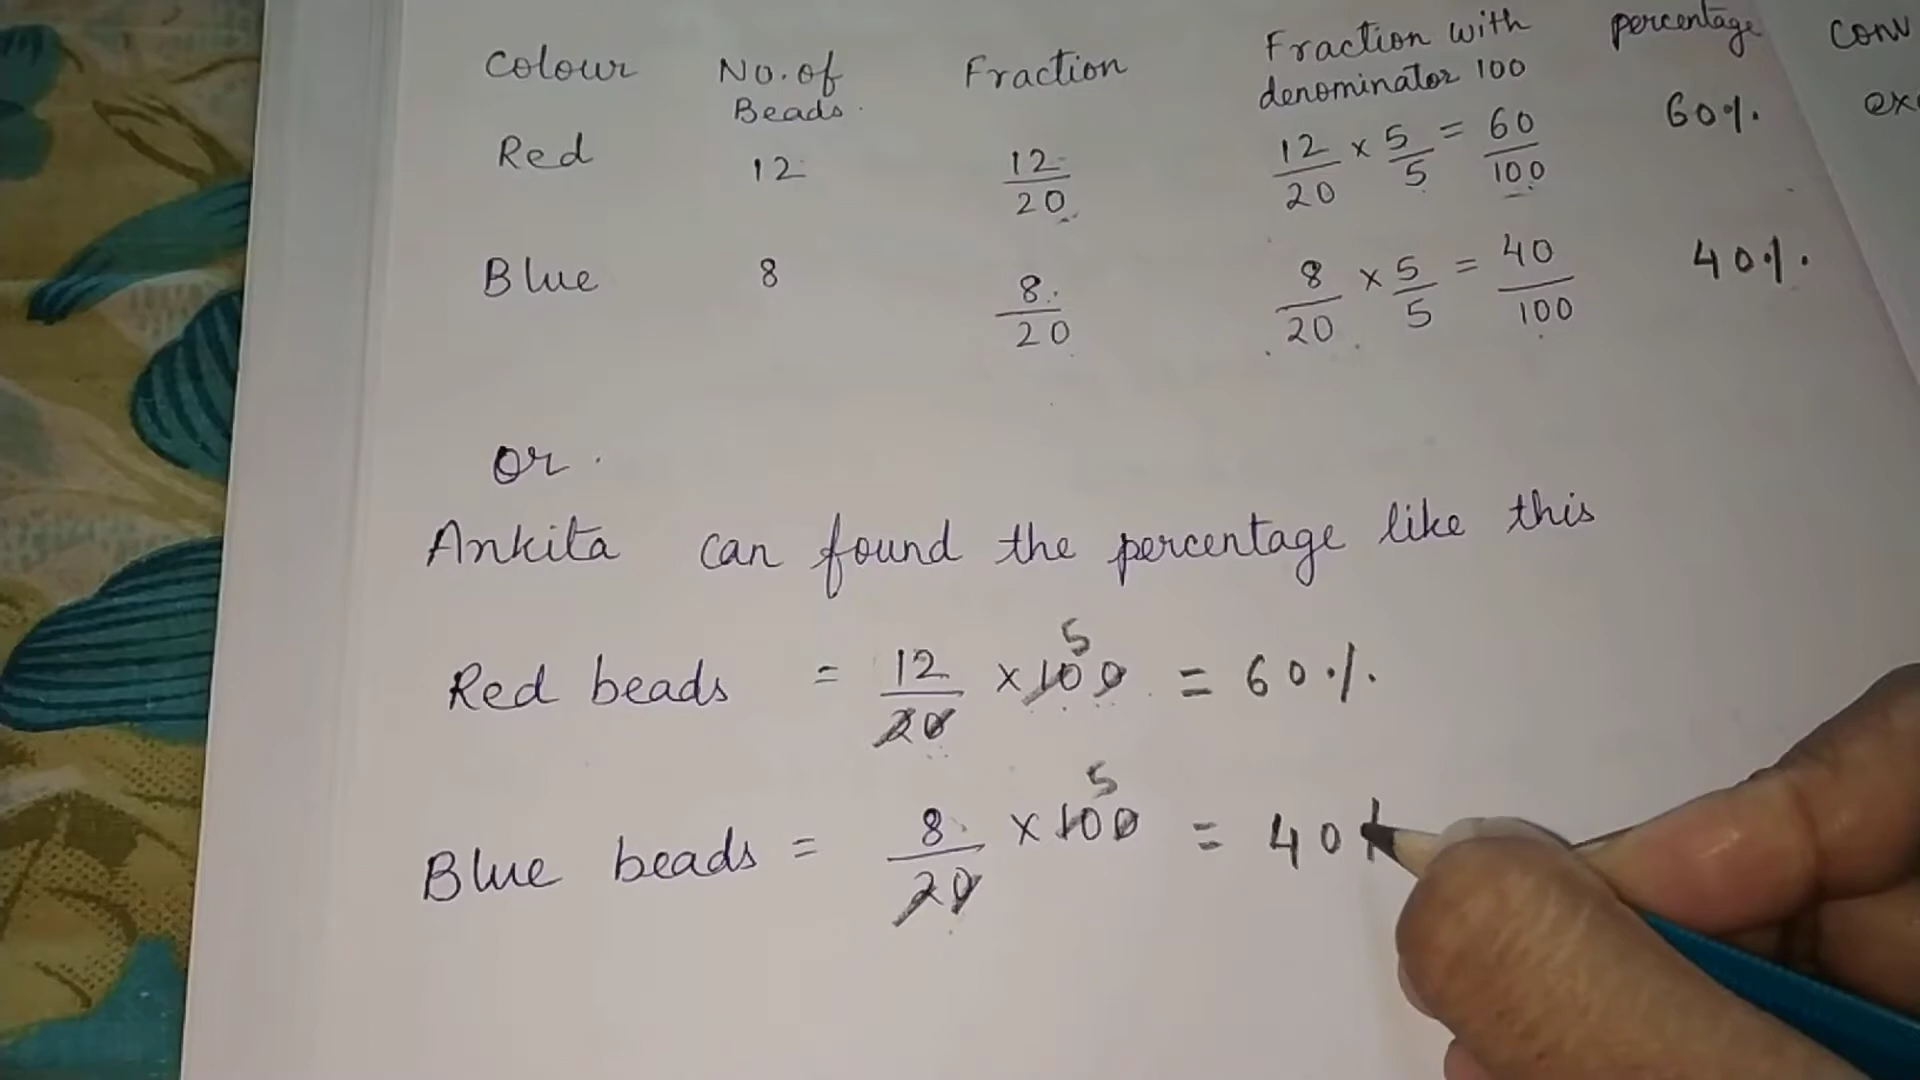 Colour No. of Beads. Fraction Fraction with denominator 100 percentage
Red 12 12/20 12/20 × 5/5 = 60/100 60%.
Blue 8 8/20 8/20 × 5/5 = 40/100 40%.
or.
Ankita can found the percentage like this
Red beads = 12/20 × 100 5 = 60%.
Blue beads = 8/20 × 100 5 = 40